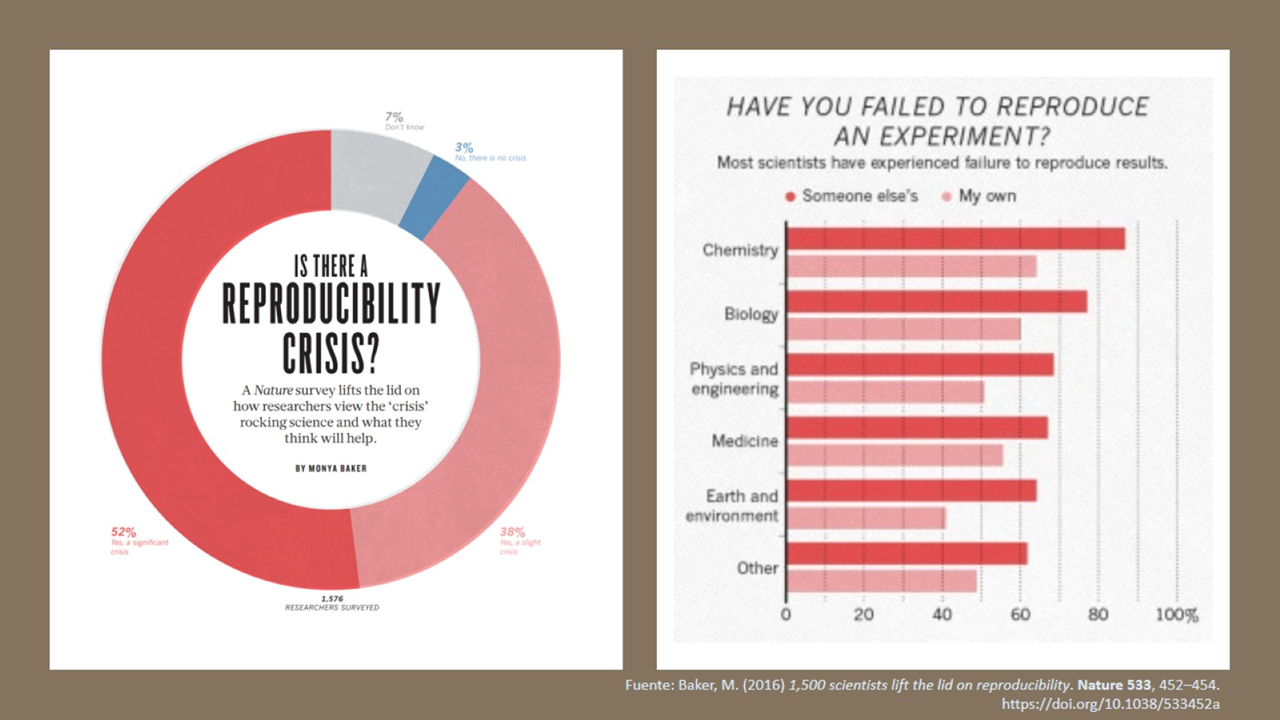 7%
Don't know
3%
No, there is no crisis
IS THERE A
REPRODUCIBILITY
CRISIS?
A Nature survey lifts the lid on
how researchers view the ‘crisis’
rocking science and what they
think will help.
BY MONYA BAKER
52%
Yes, a significant
crisis
38%
Yes, a slight
crisis
1,576
RESEARCHERS SURVEYED
HAVE YOU FAILED TO REPRODUCE
AN EXPERIMENT?
Most scientists have experienced failure to reproduce results.
Someone else's My own
Chemistry
Biology
Physics and
engineering
Medicine
Earth and
environment
Other
0 20 40 60 80 100%
Fuente: Baker, M. (2016) 1,500 scientists lift the lid on reproducibility. Nature 533, 452–454.
https://doi.org/10.1038/533452a